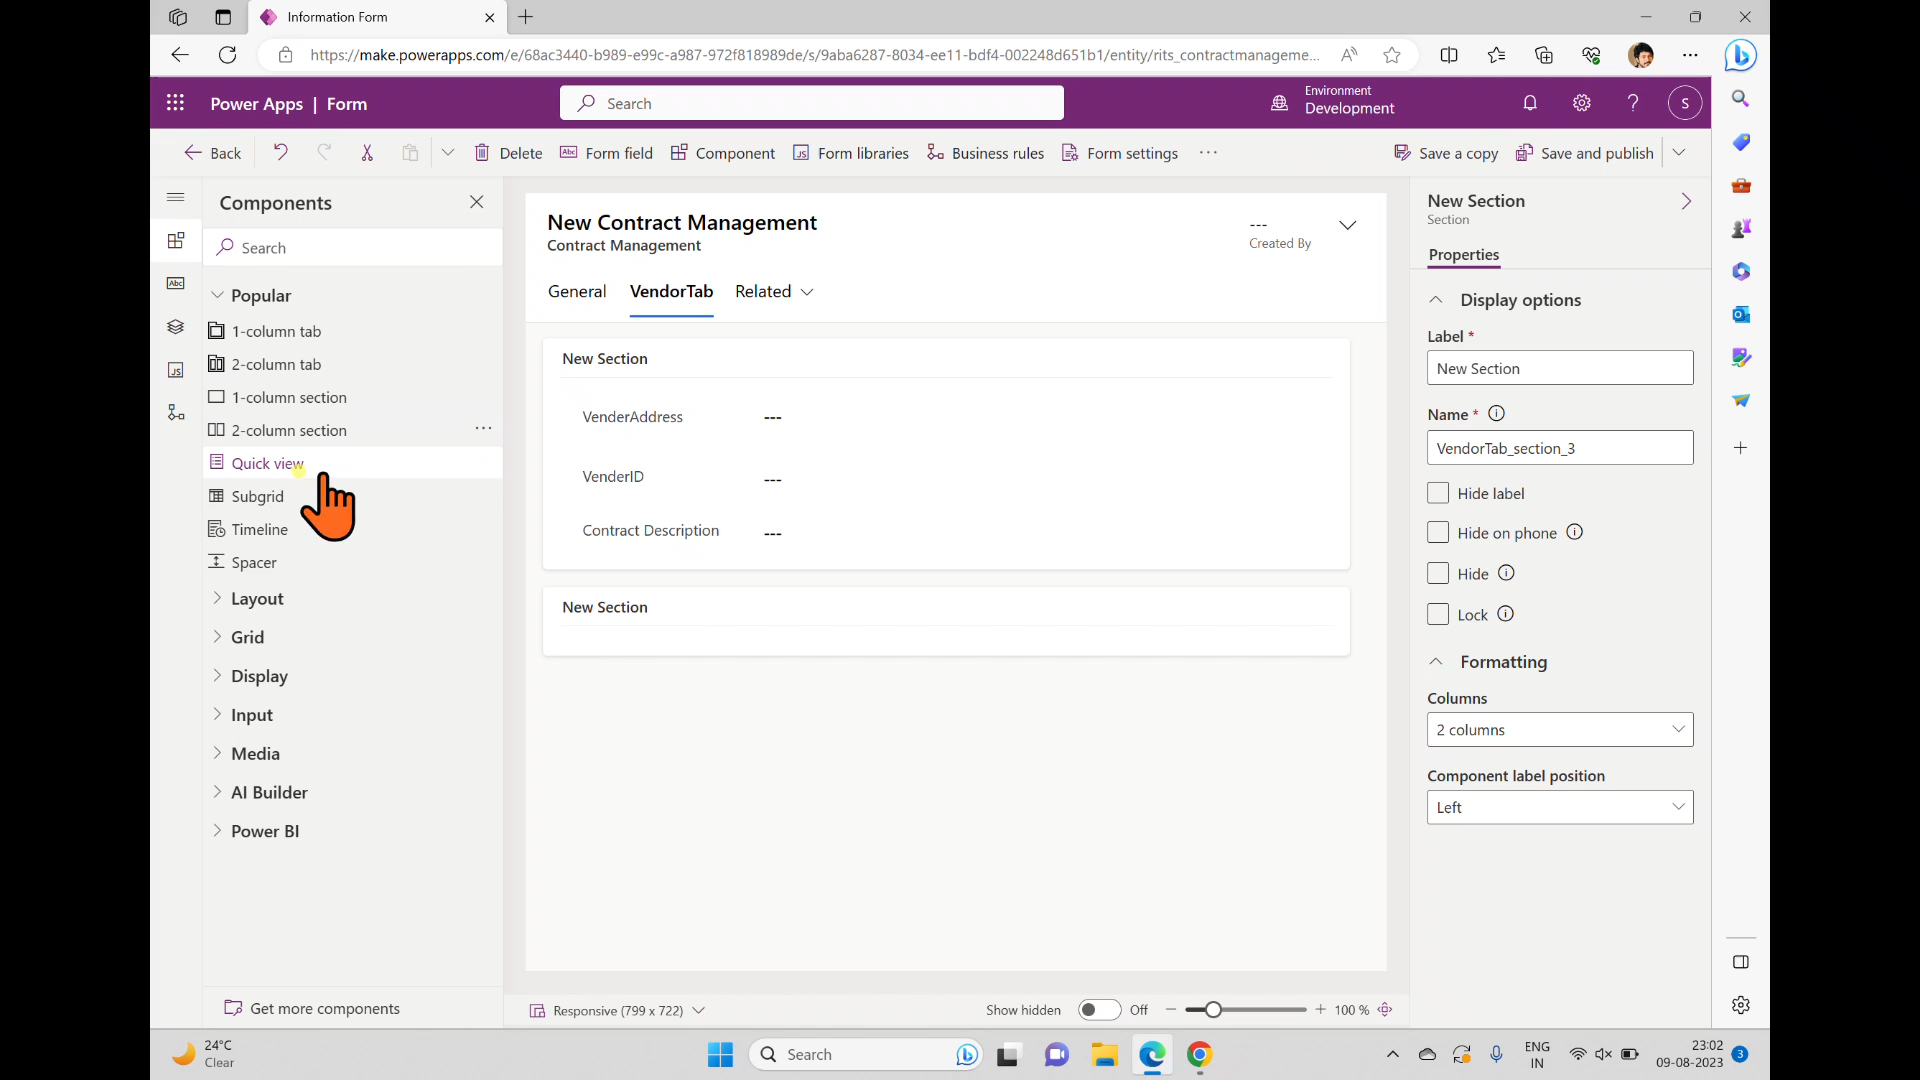 Information Form
https://make.powerapps.com/e/68ac3440-b989-e99c-a987-972f818989de/s/9aba6287-8034-ee11-bdf4-002248d651b1/entity/rits_contractmanageme...
Power Apps | Form
Search
Environment
Development
S
Back
Delete
Abc
Form field
Component
JS
Form libraries
Business rules
Form settings
...
Save a copy
Save and publish
Components
Search
Abc
JS
Popular
1-column tab
2-column tab
1-column section
2-column section
...
Quick view
Subgrid
Timeline
Spacer
Layout
Grid
Display
Input
Media
AI Builder
Power BI
Get more components
New Contract Management
Contract Management
---
Created By
General
VendorTab
Related
New Section
VenderAddress
---
VenderID
---
Contract Description
---
New Section
Responsive (799 x 722)
Show hidden
Off
100 %
New Section
Section
Properties
Display options
Label *
New Section
Name *
VendorTab_section_3
Hide label
Hide on phone
Hide
Lock
Formatting
Columns
2 columns
Component label position
Left
24°C
Clear
Search
ENG
IN
23:02
09-08-2023
3